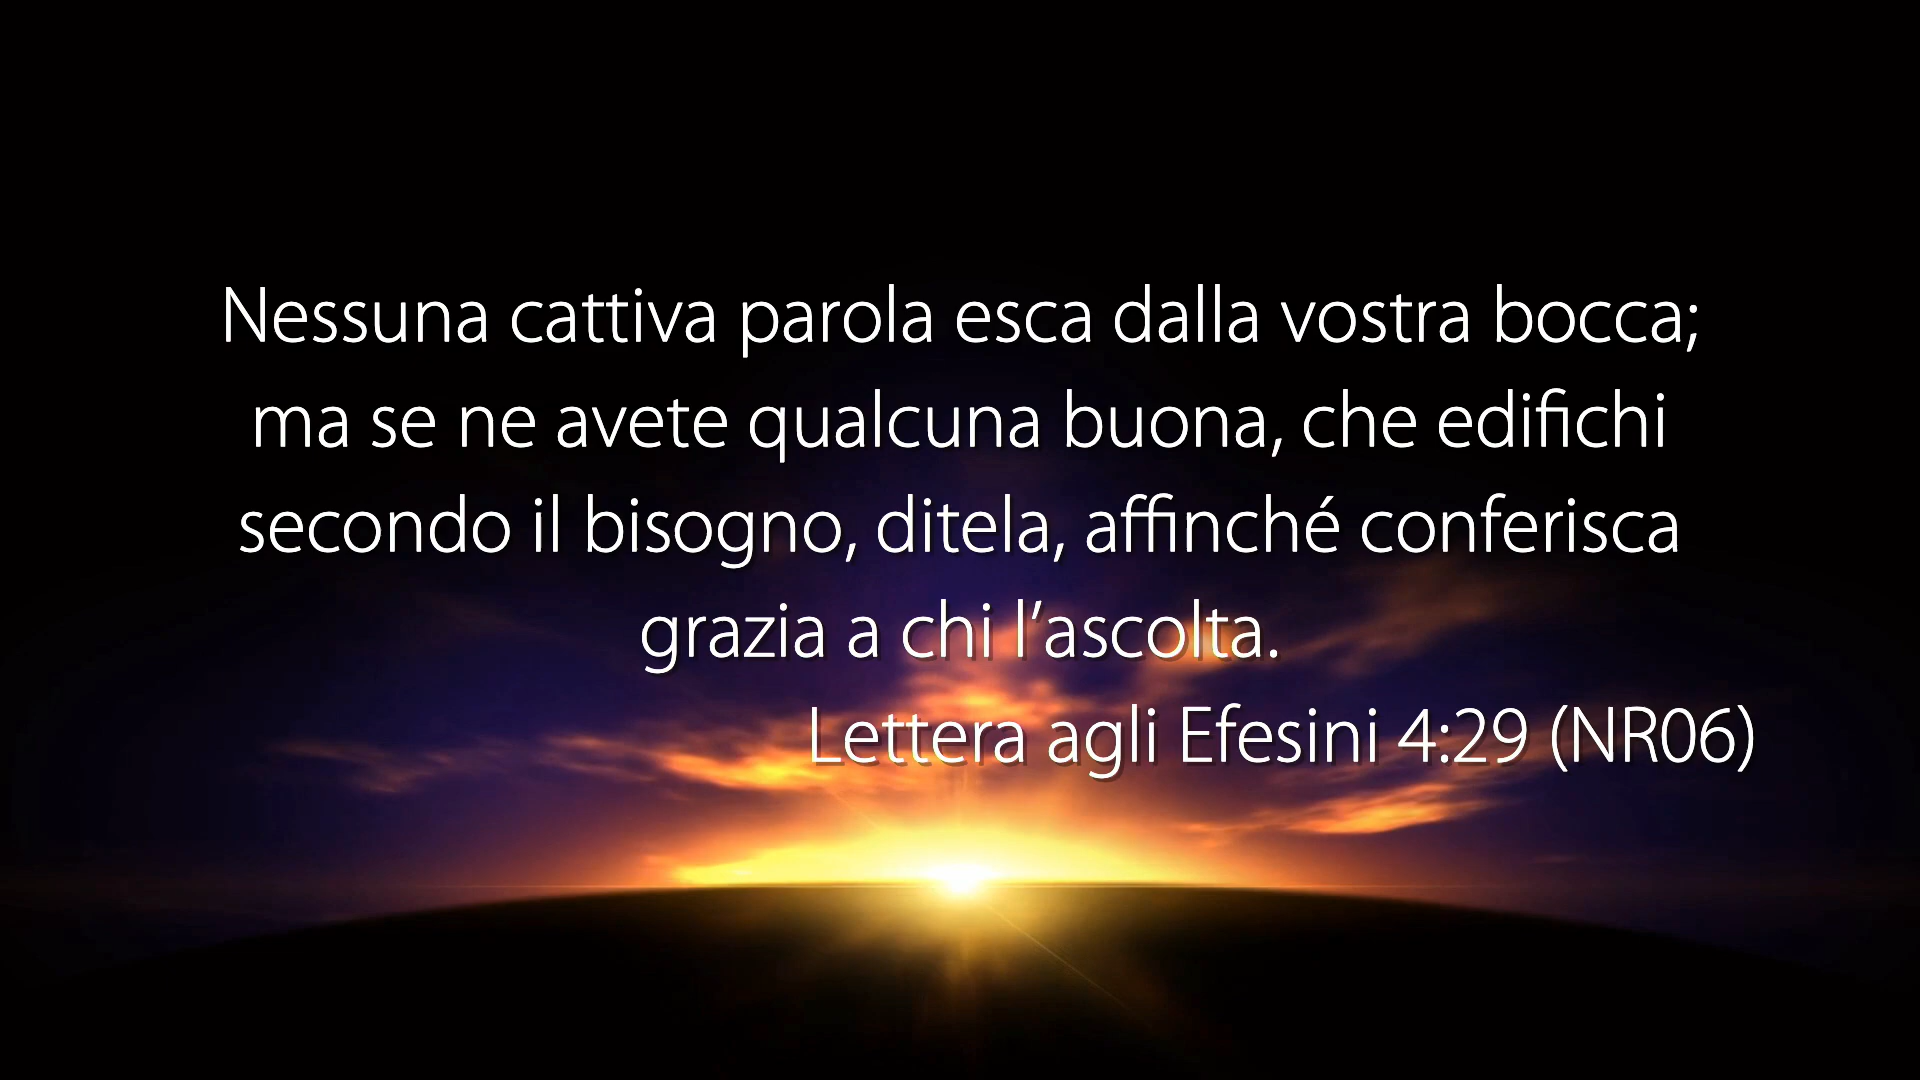 Nessuna cattiva parola esca dalla vostra bocca;
ma se ne avete qualcuna buona, che edifichi
secondo il bisogno, ditela, affinché conferisca
grazia a chi l’ascolta.
Lettera agli Efesini 4:29 (NR06)